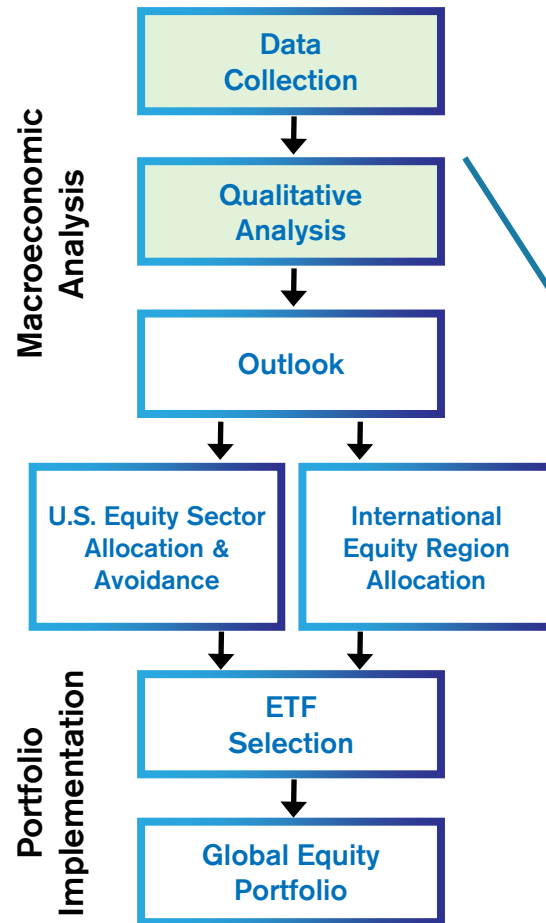 Macroeconomic
Analysis
Data
Collection
Qualitative
Analysis
Outlook
U.S. Equity Sector
Allocation &
Avoidance
International
Equity Region
Allocation
Portfolio
Implementation
ETF
Selection
Global Equity
Portfolio